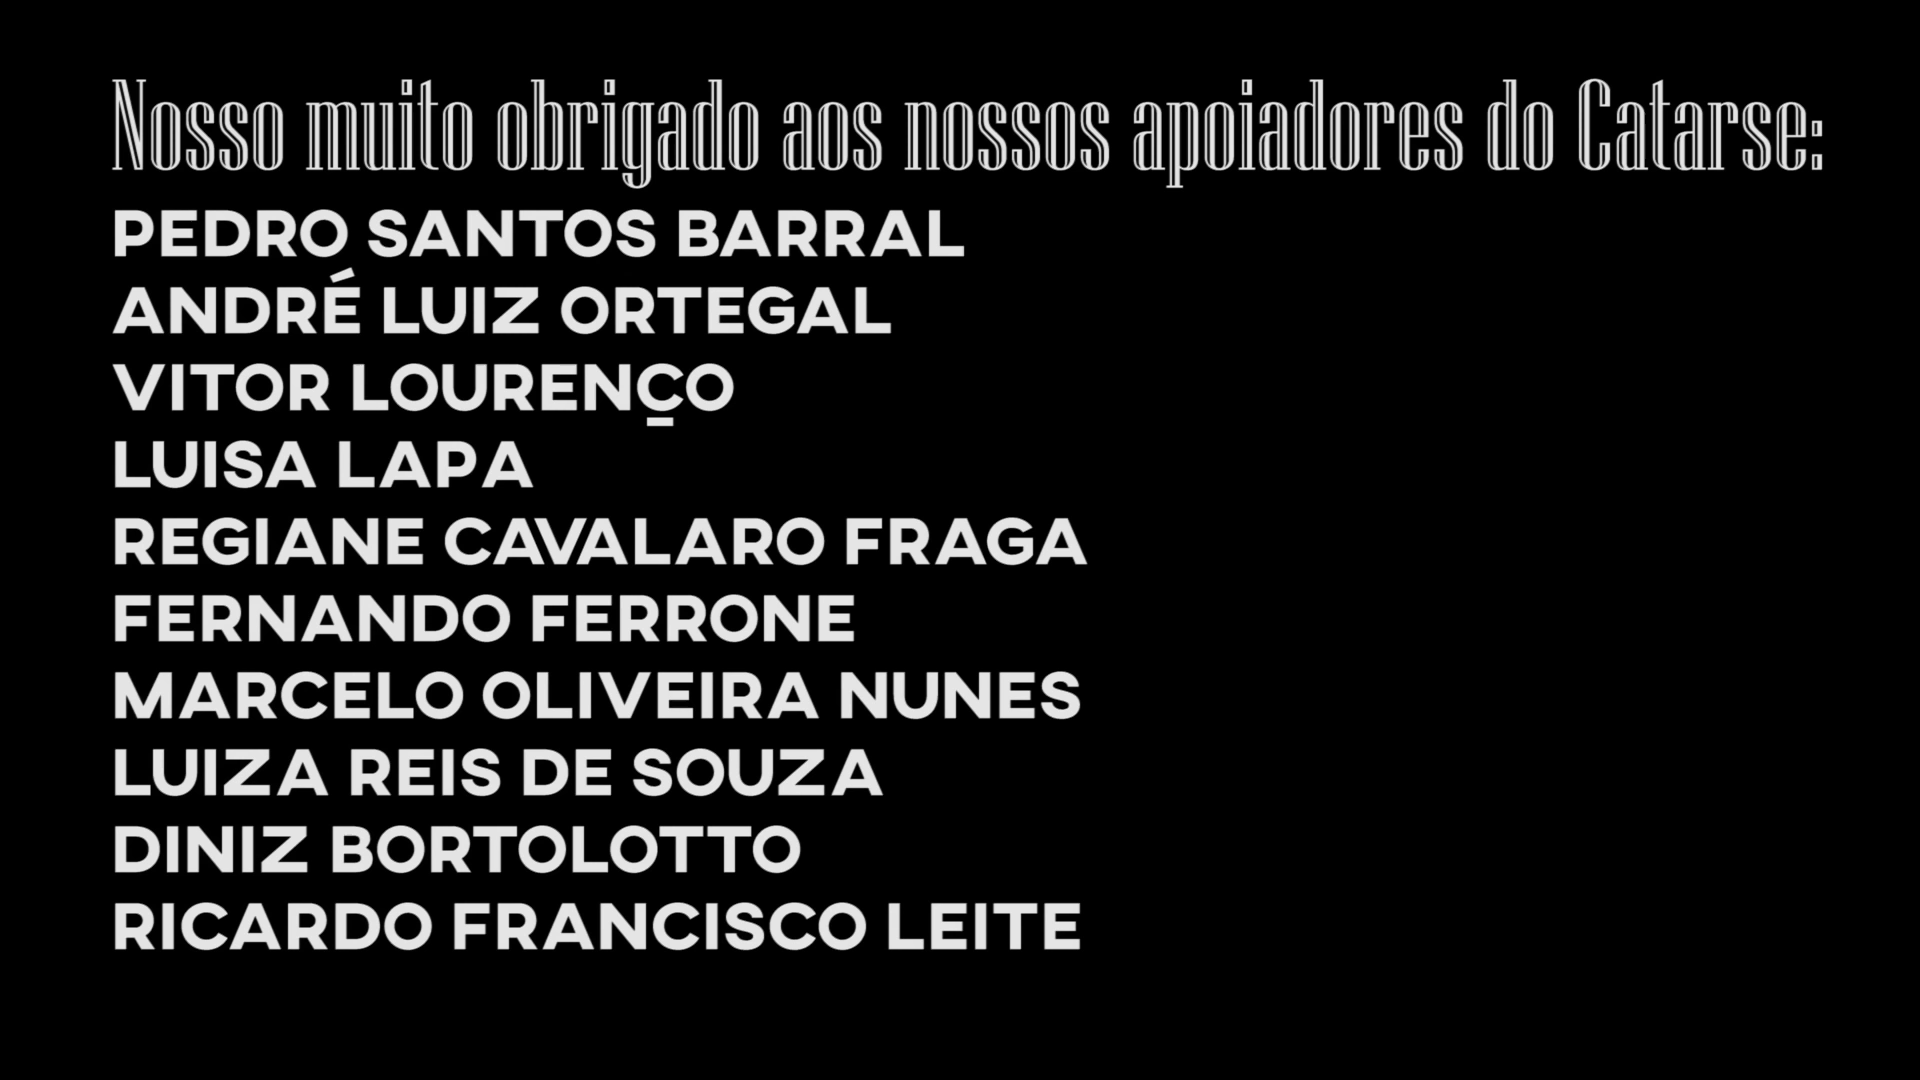 Nosso muito obrigado aos nossos apoiadores do Catarse:
PEDRO SANTOS BARRAL
ANDRÉ LUIZ ORTEGAL
VITOR LOURENÇO
LUISA LAPA
REGIANE CAVALARO FRAGA
FERNANDO FERRONE
MARCELO OLIVEIRA NUNES
LUIZA REIS DE SOUZA
DINIZ BORTOLOTTO
RICARDO FRANCISCO LEITE